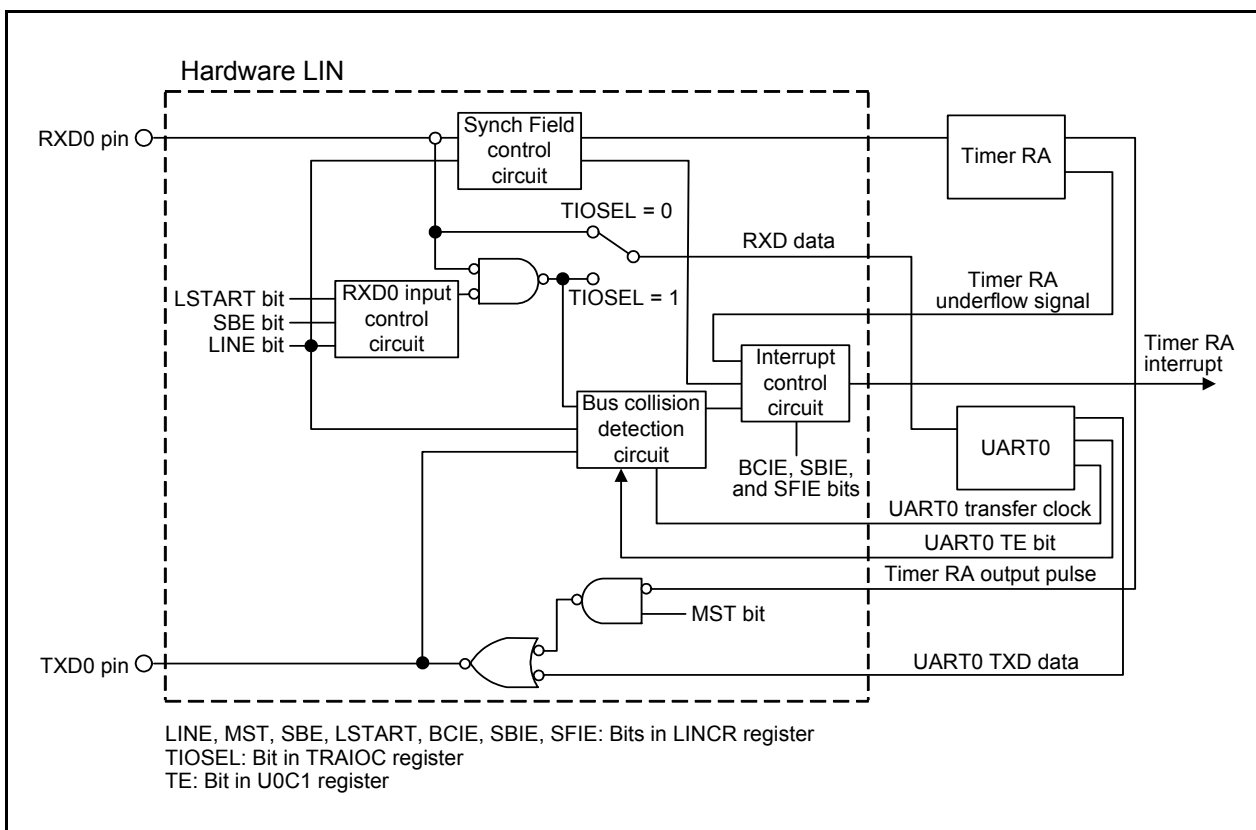 Hardware LIN
RXD0 pin
Synch Field
control
circuit
Timer RA
TIOSEL = 0
RXD data
TIOSEL = 1
LSTART bit
SBE bit
LINE bit
RXD0 input
control
circuit
Timer RA
underflow signal
Timer RA
interrupt
Interrupt
control
circuit
Bus collision
detection
circuit
BCIE, SBIE,
and SFIE bits
UART0
UART0 transfer clock
UART0 TE bit
Timer RA output pulse
MST bit
TXD0 pin
UART0 TXD data
LINE, MST, SBE, LSTART, BCIE, SBIE, SFIE: Bits in LINCR register
TIOSEL: Bit in TRAIOC register
TE: Bit in U0C1 register